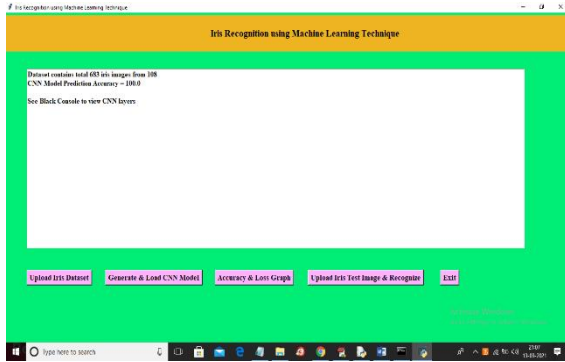 Iris Recognition using Machine Learning Technique
Iris Recognition using Machine Learning Technique
Dataset contains total 683 iris images from 108
CNN Model Prediction Accuracy = 100.0
See Black Console to view CNN layers
Upload Iris Dataset
Generate & Load CNN Model
Accuracy & Loss Graph
Upload Iris Test Image & Recognize
Exit
Type here to search
21:01